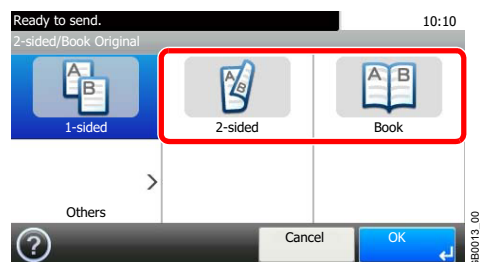 Ready to send. 10:10
2-sided/Book Original
A B A B A B
1-sided 2-sided Book
Others
? Cancel OK
GB0013_00